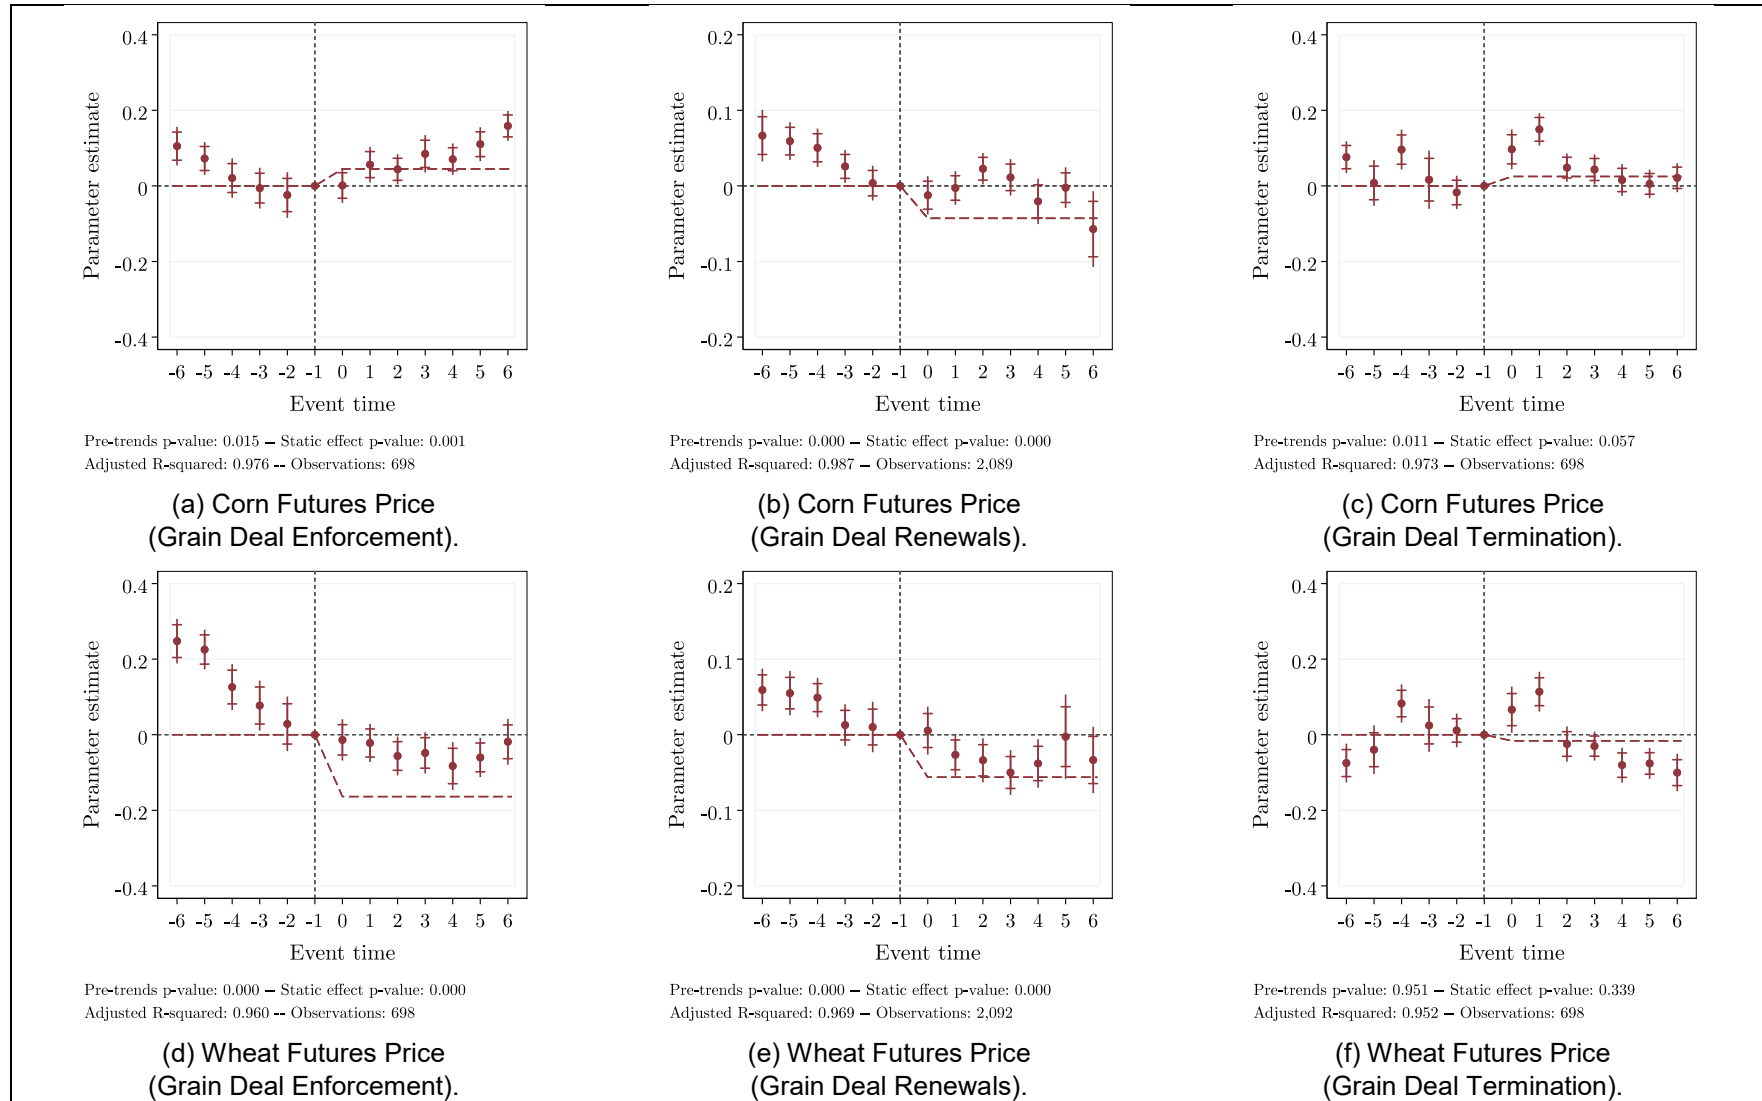 0.4
0.2
0
-0.2
-0.4
Parameter estimate
-6 -5 -4 -3 -2 -1 0 1 2 3 4 5 6
Event time
Pre-trends p-value: 0.015 – Static effect p-value: 0.001
Adjusted R-squared: 0.976 -- Observations: 698
(a) Corn Futures Price
(Grain Deal Enforcement).
0.2
0.1
0
-0.1
-0.2
Parameter estimate
-6 -5 -4 -3 -2 -1 0 1 2 3 4 5 6
Event time
Pre-trends p-value: 0.000 – Static effect p-value: 0.000
Adjusted R-squared: 0.987 – Observations: 2,089
(b) Corn Futures Price
(Grain Deal Renewals).
0.4
0.2
0
-0.2
-0.4
Parameter estimate
-6 -5 -4 -3 -2 -1 0 1 2 3 4 5 6
Event time
Pre-trends p-value: 0.011 – Static effect p-value: 0.057
Adjusted R-squared: 0.973 – Observations: 698
(c) Corn Futures Price
(Grain Deal Termination).
0.4
0.2
0
-0.2
-0.4
Parameter estimate
-6 -5 -4 -3 -2 -1 0 1 2 3 4 5 6
Event time
Pre-trends p-value: 0.000 – Static effect p-value: 0.000
Adjusted R-squared: 0.960 -- Observations: 698
(d) Wheat Futures Price
(Grain Deal Enforcement).
0.2
0.1
0
-0.1
-0.2
Parameter estimate
-6 -5 -4 -3 -2 -1 0 1 2 3 4 5 6
Event time
Pre-trends p-value: 0.000 – Static effect p-value: 0.000
Adjusted R-squared: 0.969 – Observations: 2,092
(e) Wheat Futures Price
(Grain Deal Renewals).
0.4
0.2
0
-0.2
-0.4
Parameter estimate
-6 -5 -4 -3 -2 -1 0 1 2 3 4 5 6
Event time
Pre-trends p-value: 0.951 – Static effect p-value: 0.339
Adjusted R-squared: 0.952 – Observations: 698
(f) Wheat Futures Price
(Grain Deal Termination).